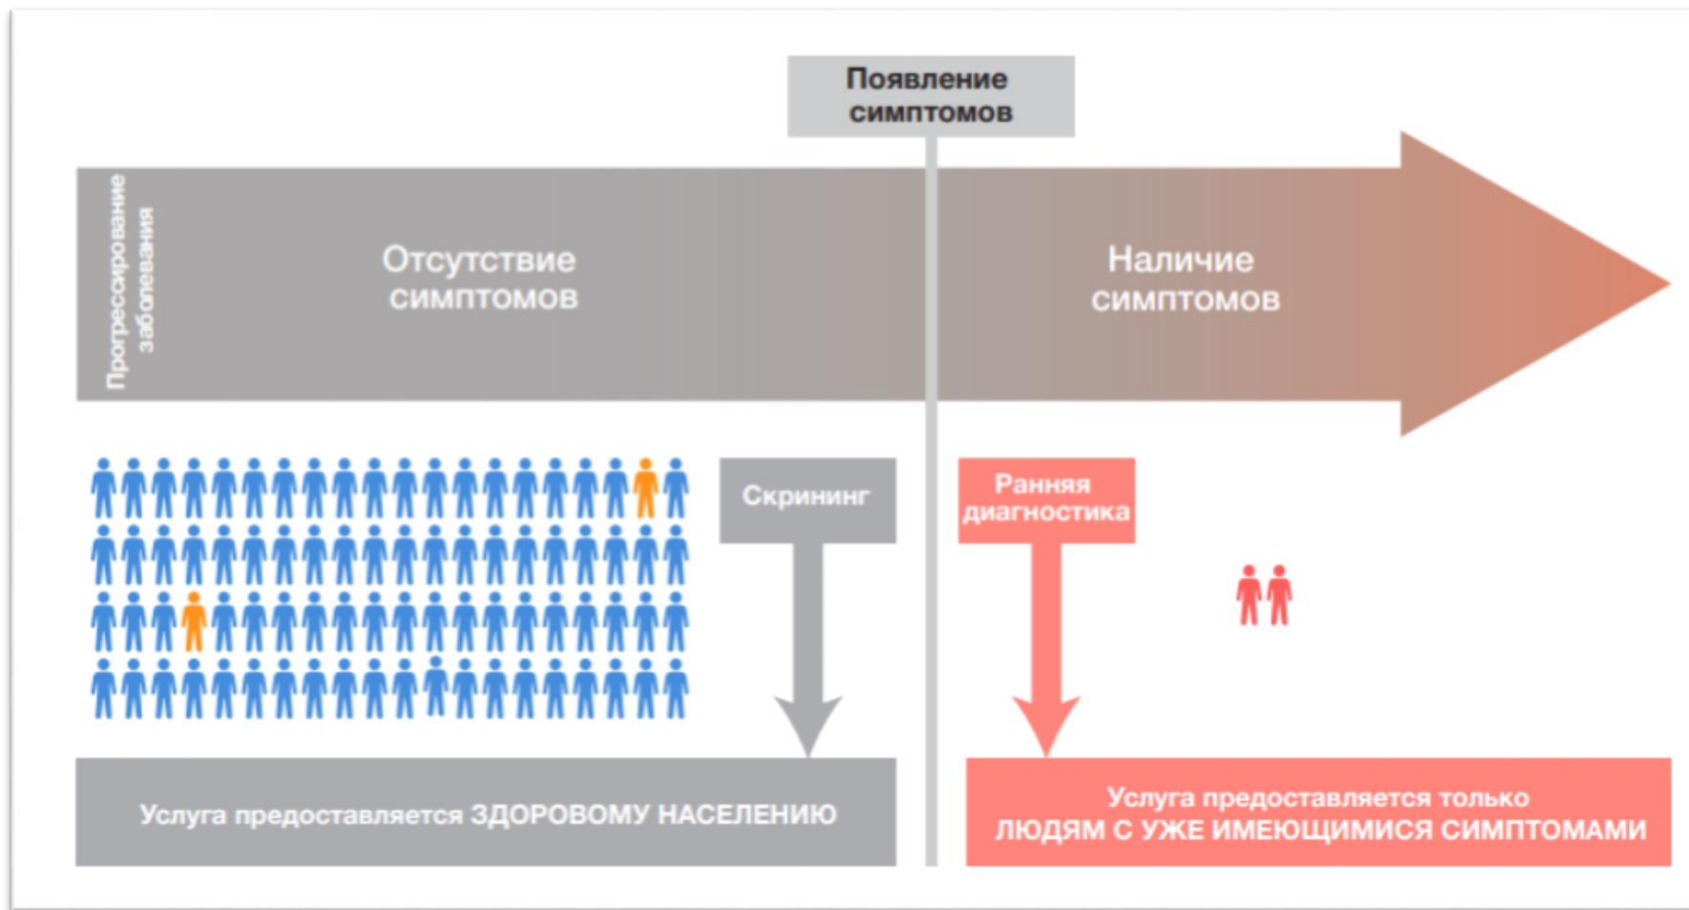 Появление
симптомов
Прогрессирование
заболевания
Отсутствие
симптомов
Наличие
симптомов
Скрининг
Ранняя
диагностика
Услуга предоставляется ЗДОРОВОМУ НАСЕЛЕНИЮ
Услуга предоставляется только
ЛЮДЯМ С УЖЕ ИМЕЮЩИМИСЯ СИМПТОМАМИ